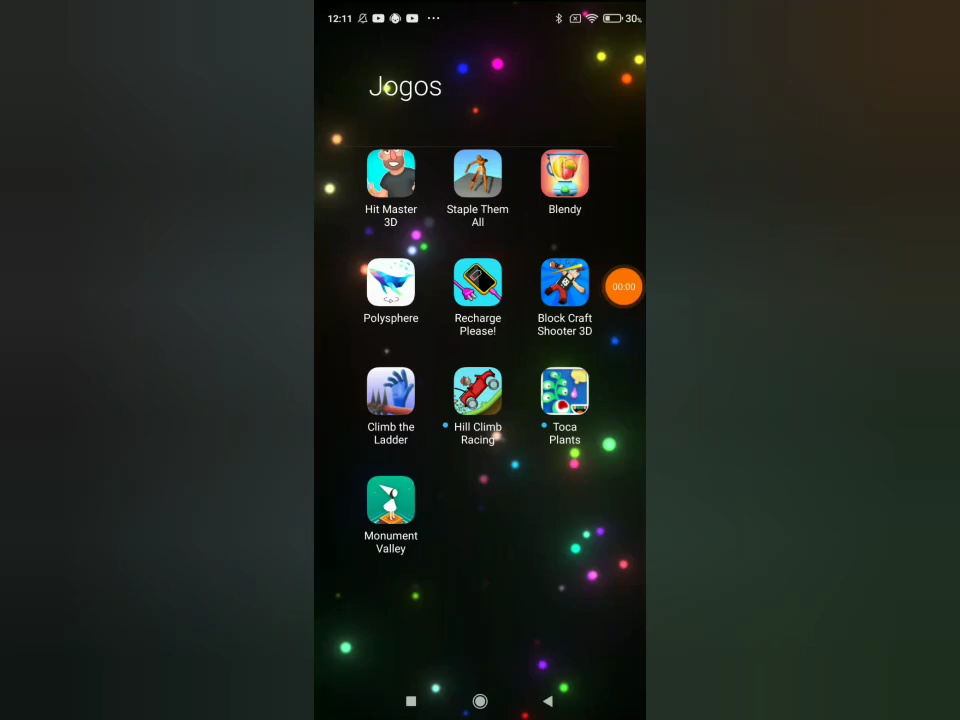 12:11
30%
Jogos
Hit Master
3D
Staple Them
All
Blendy
Polysphere
Recharge
Please!
Block Craft
Shooter 3D
00:00
Climb the
Ladder
Hill Climb
Racing
Toca
Plants
Monument
Valley